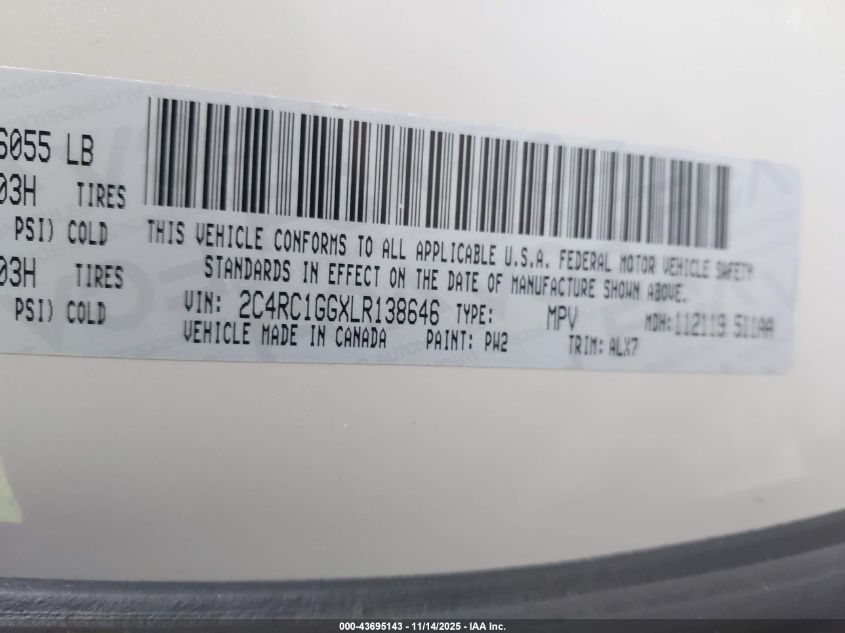 6055 LB
03H TIRES
PSI) COLD
03H TIRES
PSI) COLD
THIS VEHICLE CONFORMS TO ALL APPLICABLE U.S.A. FEDERAL MOTOR VEHICLE SAFETY
STANDARDS IN EFFECT ON THE DATE OF MANUFACTURE SHOWN ABOVE.
VIN: 2C4RC1GGXLR138646 TYPE: MPV MDH: 112119 511AA
VEHICLE MADE IN CANADA PAINT: PW2 TRIM: ALX7
000-43695143 - 11/14/2025 - IAA Inc.